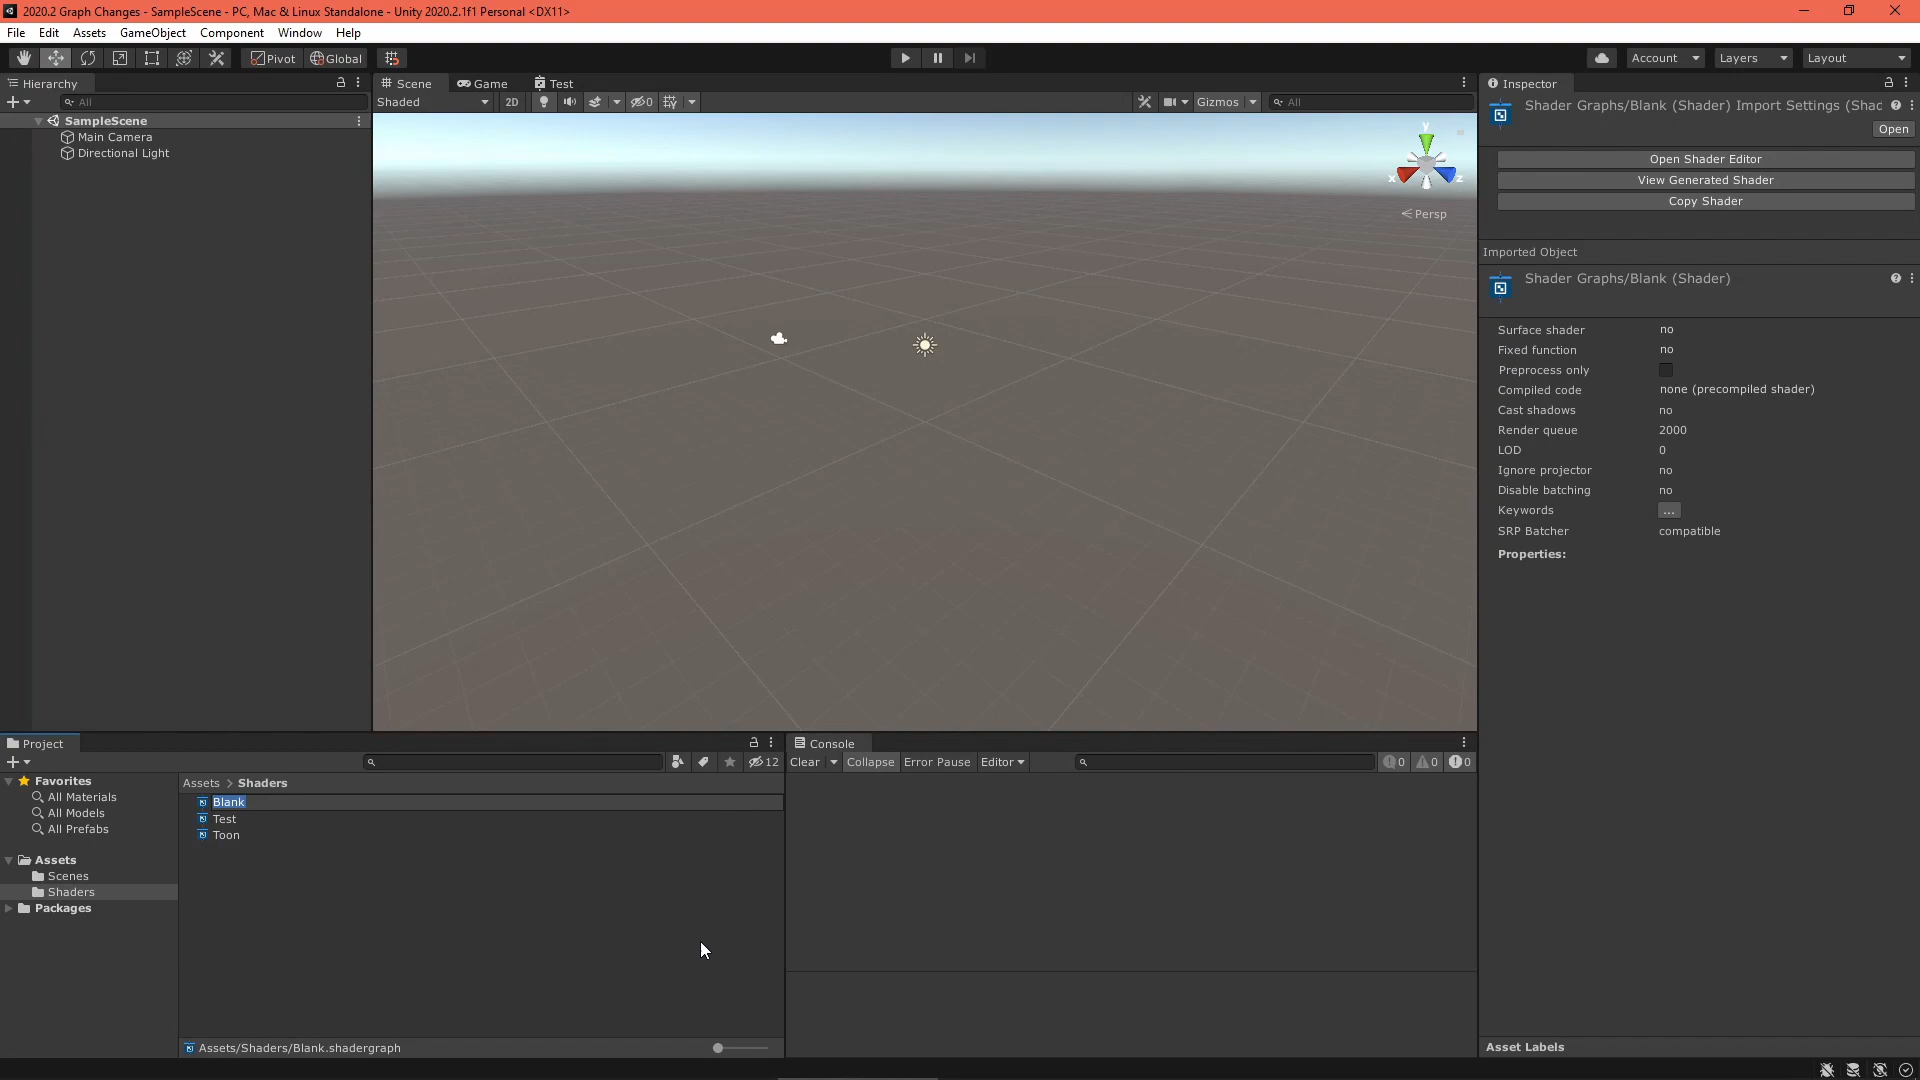 2020.2 Graph Changes - SampleScene - PC, Mac & Linux Standalone - Unity 2020.2.1f1 Personal <DX11>
File Edit Assets GameObject Component Window Help
Pivot Global
Account Layers Layout
Hierarchy
All
SampleScene
Main Camera
Directional Light
Scene Game Test
Shaded 2D 0 Gizmos All
y
x z
Persp
Inspector
Shader Graphs/Blank (Shader) Import Settings (Shad
Open
Open Shader Editor
View Generated Shader
Copy Shader
Imported Object
Shader Graphs/Blank (Shader)
Surface shader no
Fixed function no
Preprocess only
Compiled code none (precompiled shader)
Cast shadows no
Render queue 2000
LOD 0
Ignore projector no
Disable batching no
Keywords ...
SRP Batcher compatible
Properties:
Asset Labels
Project
12
Favorites
All Materials
All Models
All Prefabs
Assets
Scenes
Shaders
Packages
Assets > Shaders
Blank
Test
Toon
Assets/Shaders/Blank.shadergraph
Console
Clear Collapse Error Pause Editor 0 0 0